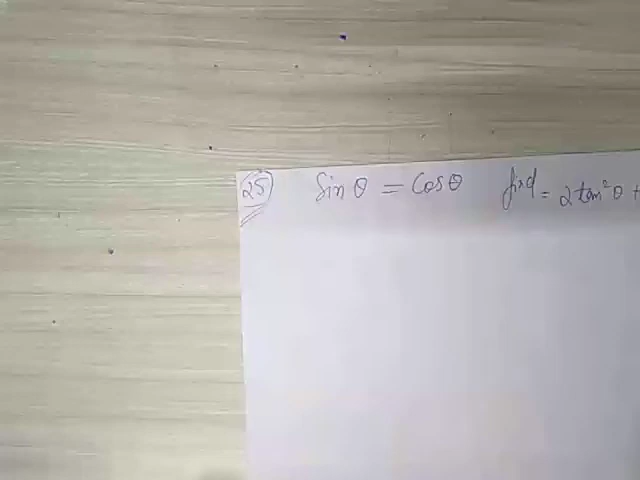 25 Sin θ = Cos θ find = 2 tan² θ +